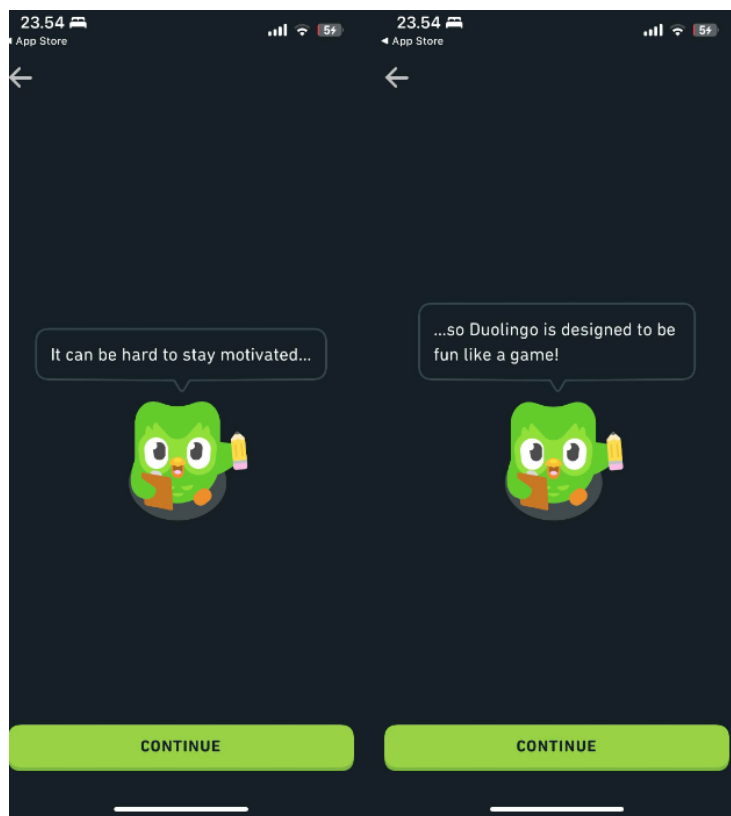 23.54
App Store
5
It can be hard to stay motivated...
CONTINUE
23.54
App Store
5
...so Duolingo is designed to be
fun like a game!
CONTINUE